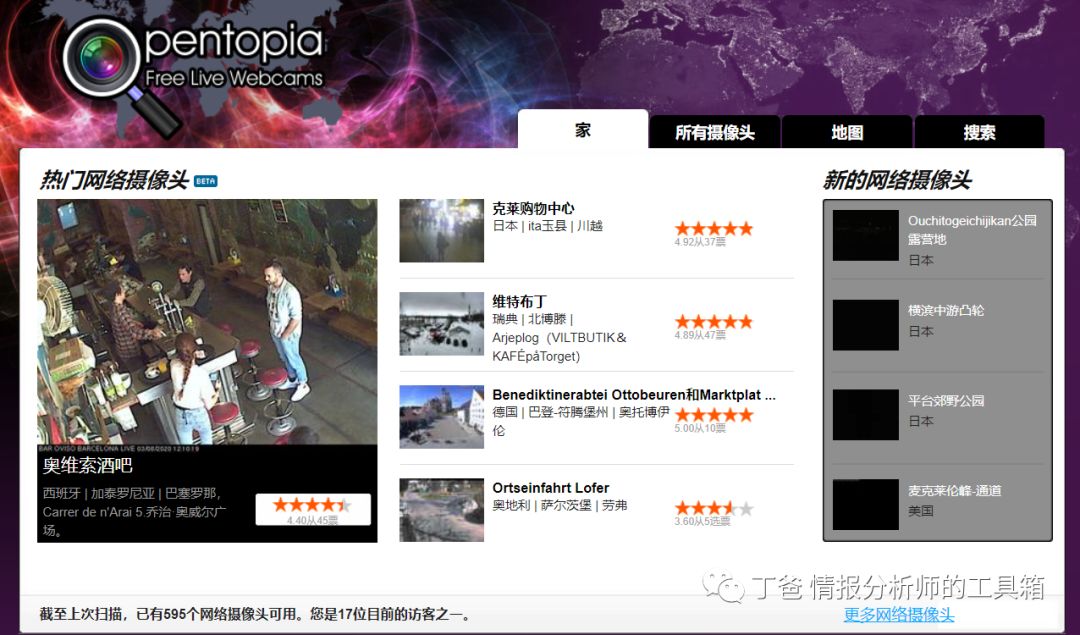 pentopia
Free Live Webcams
家
所有摄像头
地图
搜索
热门网络摄像头 BETA
新的网络摄像头
BAR OVISO BARCELONA LIVE 03/08/2020 12:10:19
奥维索酒吧
西班牙 | 加泰罗尼亚 | 巴塞罗那，
Carrer de n'Arai 5.乔治·奥威尔广
场。
4.40从45票
克莱购物中心
日本 | ita玉县 | 川越
4.92从37票
维特布丁
瑞典 | 北博滕 |
Arjeplog（VILTBUTIK＆
KAFÉpåTorget)
4.89从47票
Benediktinerabtei Ottobeuren和Marktplat ...
德国 | 巴登-符腾堡州 | 奥托博伊
伦
5.00从10票
Ortseinfahrt Lofer
奥地利 | 萨尔茨堡 | 劳弗
3.60从5选票
Ouchitogeichijikan公园
露营地
日本
横滨中游凸轮
日本
平台郊野公园
日本
麦克莱伦峰-通道
美国
丁爸 情报分析师的工具箱
截至上次扫描，已有595个网络摄像头可用。您是17位目前的访客之一。
更多网络摄像头